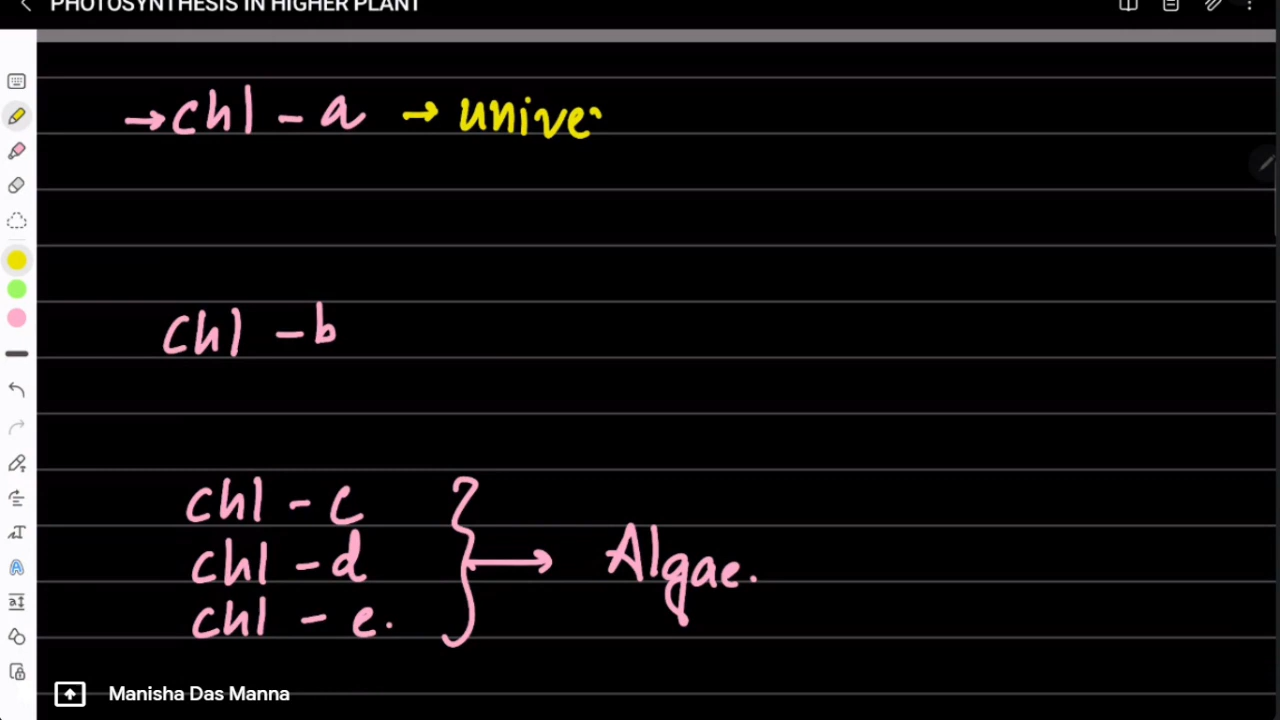 PHOTOSYNTHESIS IN HIGHER PLANT
→ chl - a → unive
chl - b
chl - c
chl - d
chl - e.
→ Algae.
Manisha Das Manna